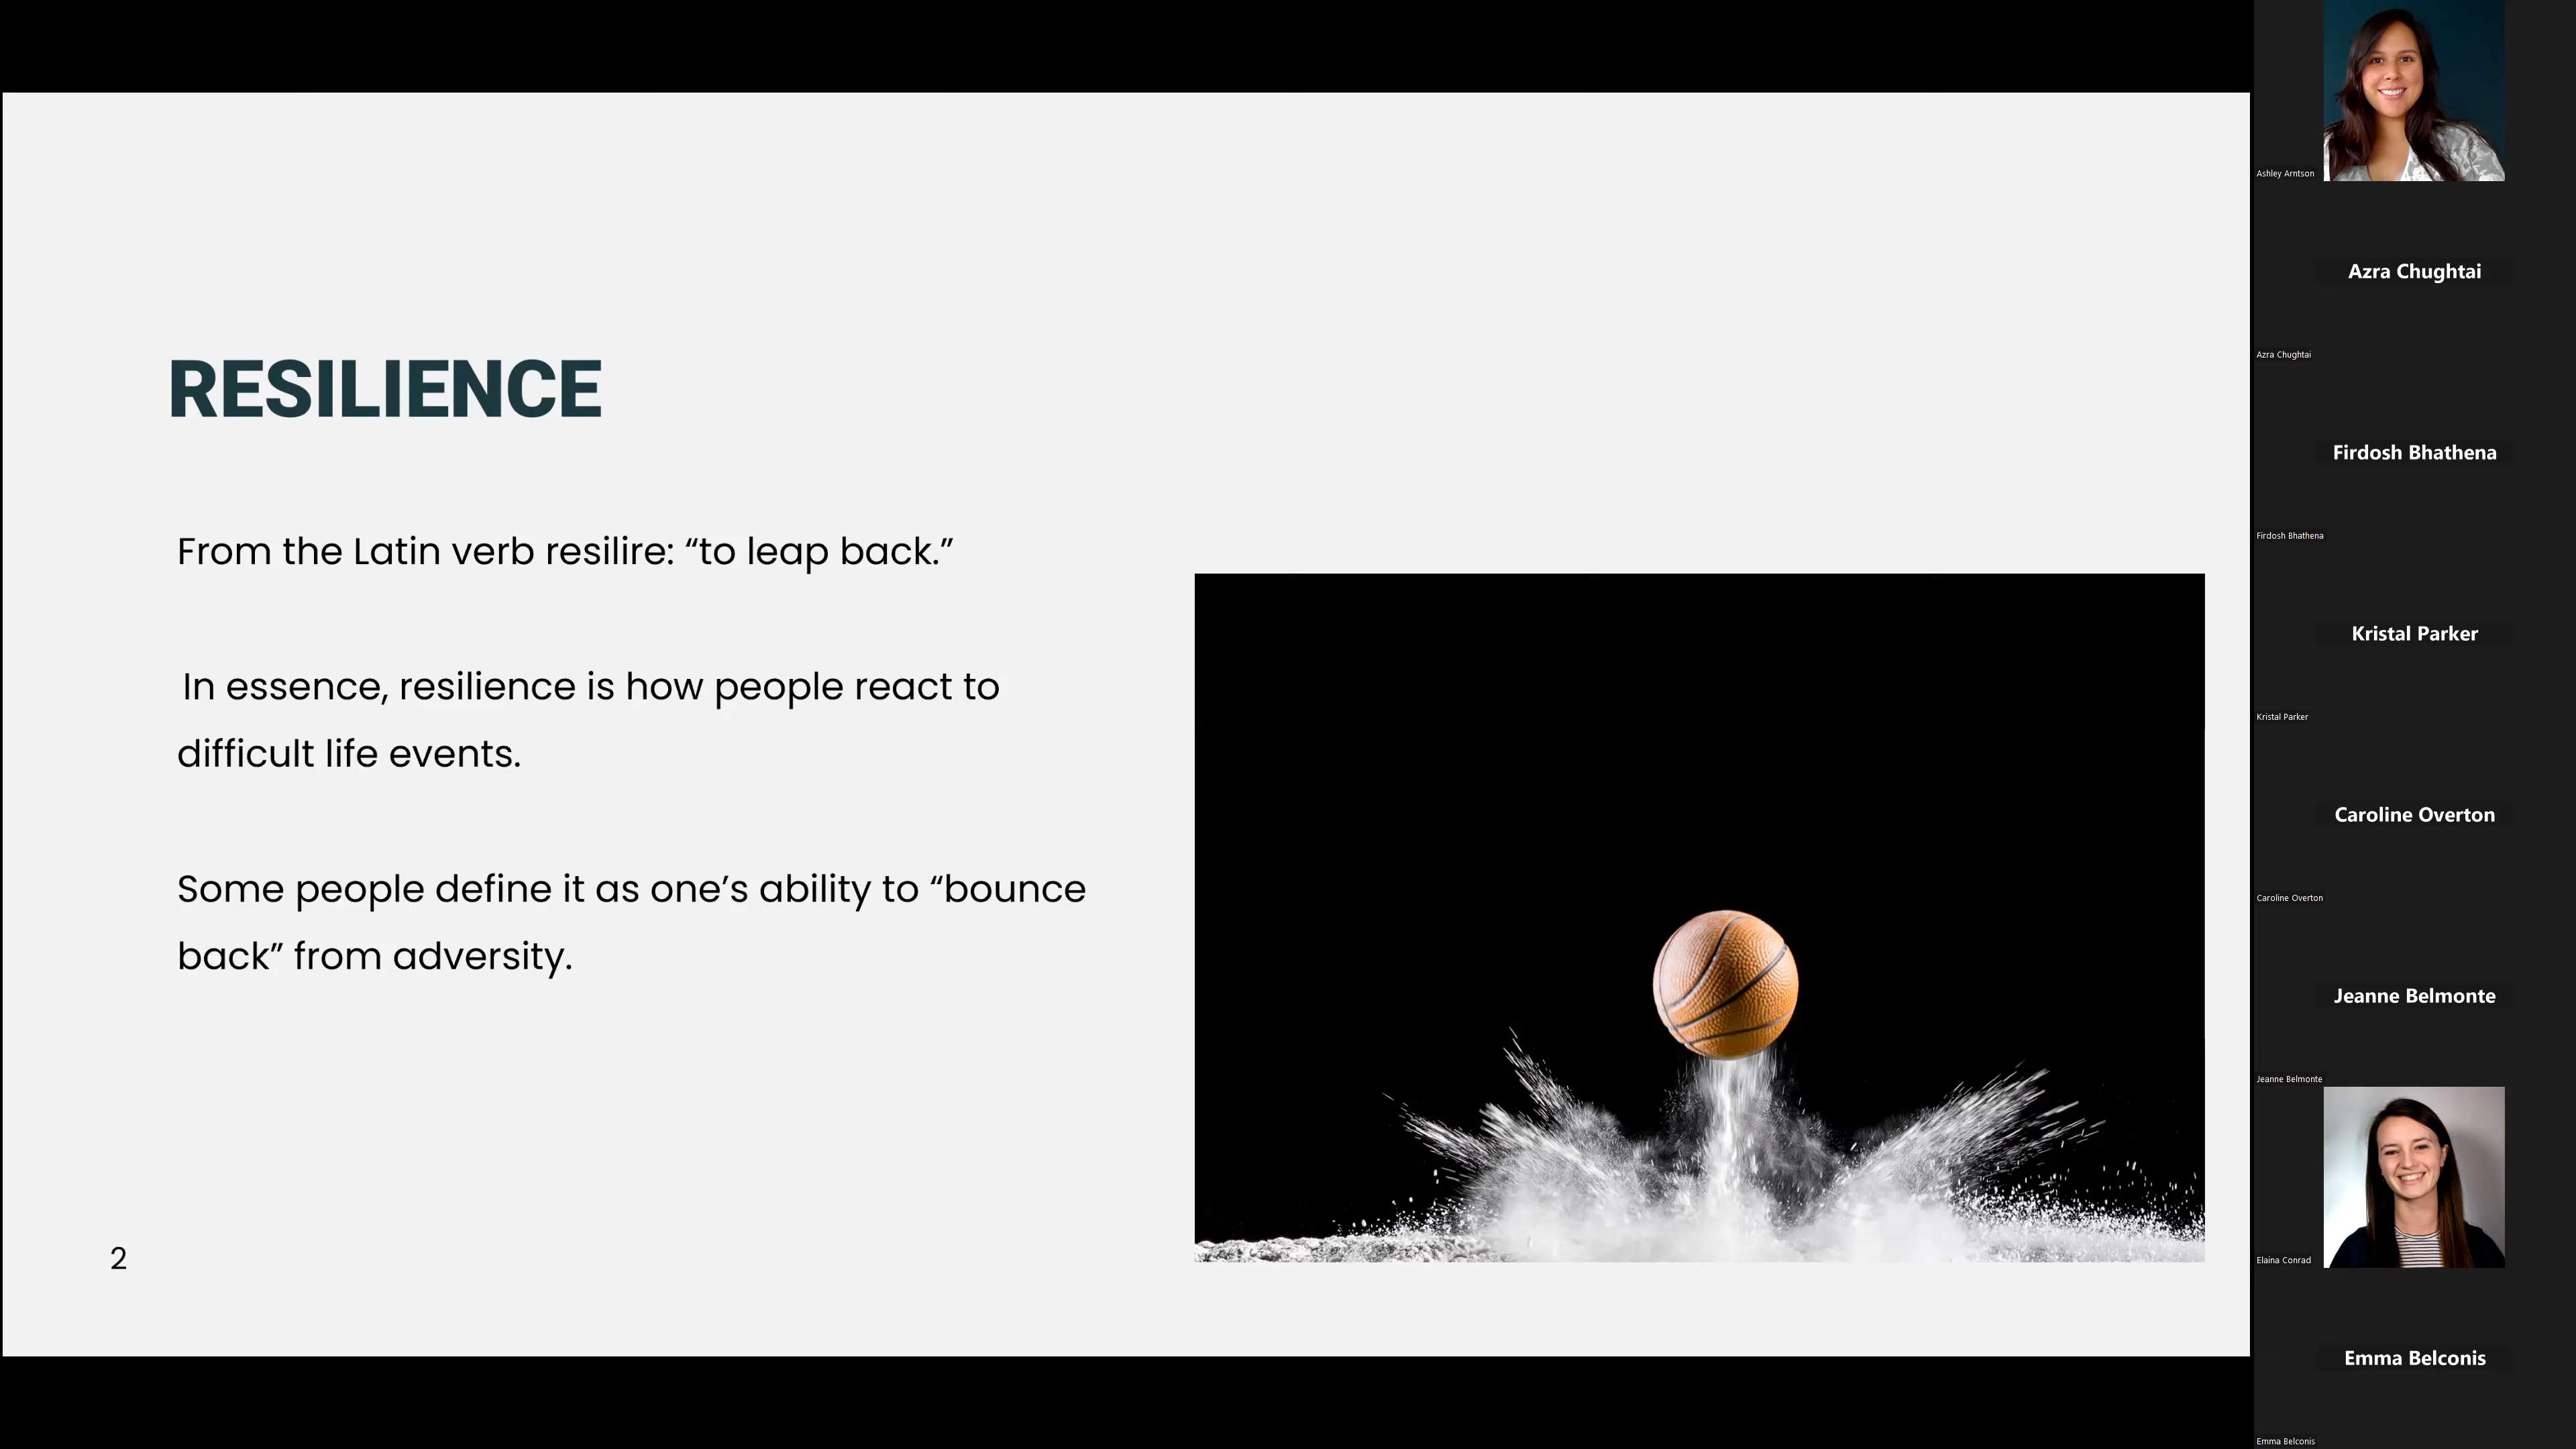 RESILIENCE
From the Latin verb resilire: “to leap back.”
In essence, resilience is how people react to
difficult life events.
Some people define it as one’s ability to “bounce
back” from adversity.
2
Ashley Arntson
Azra Chughtai
Azra Chughtai
Firdosh Bhathena
Firdosh Bhathena
Kristal Parker
Kristal Parker
Caroline Overton
Caroline Overton
Jeanne Belmonte
Jeanne Belmonte
Elaina Conrad
Emma Belconis
Emma Belconis